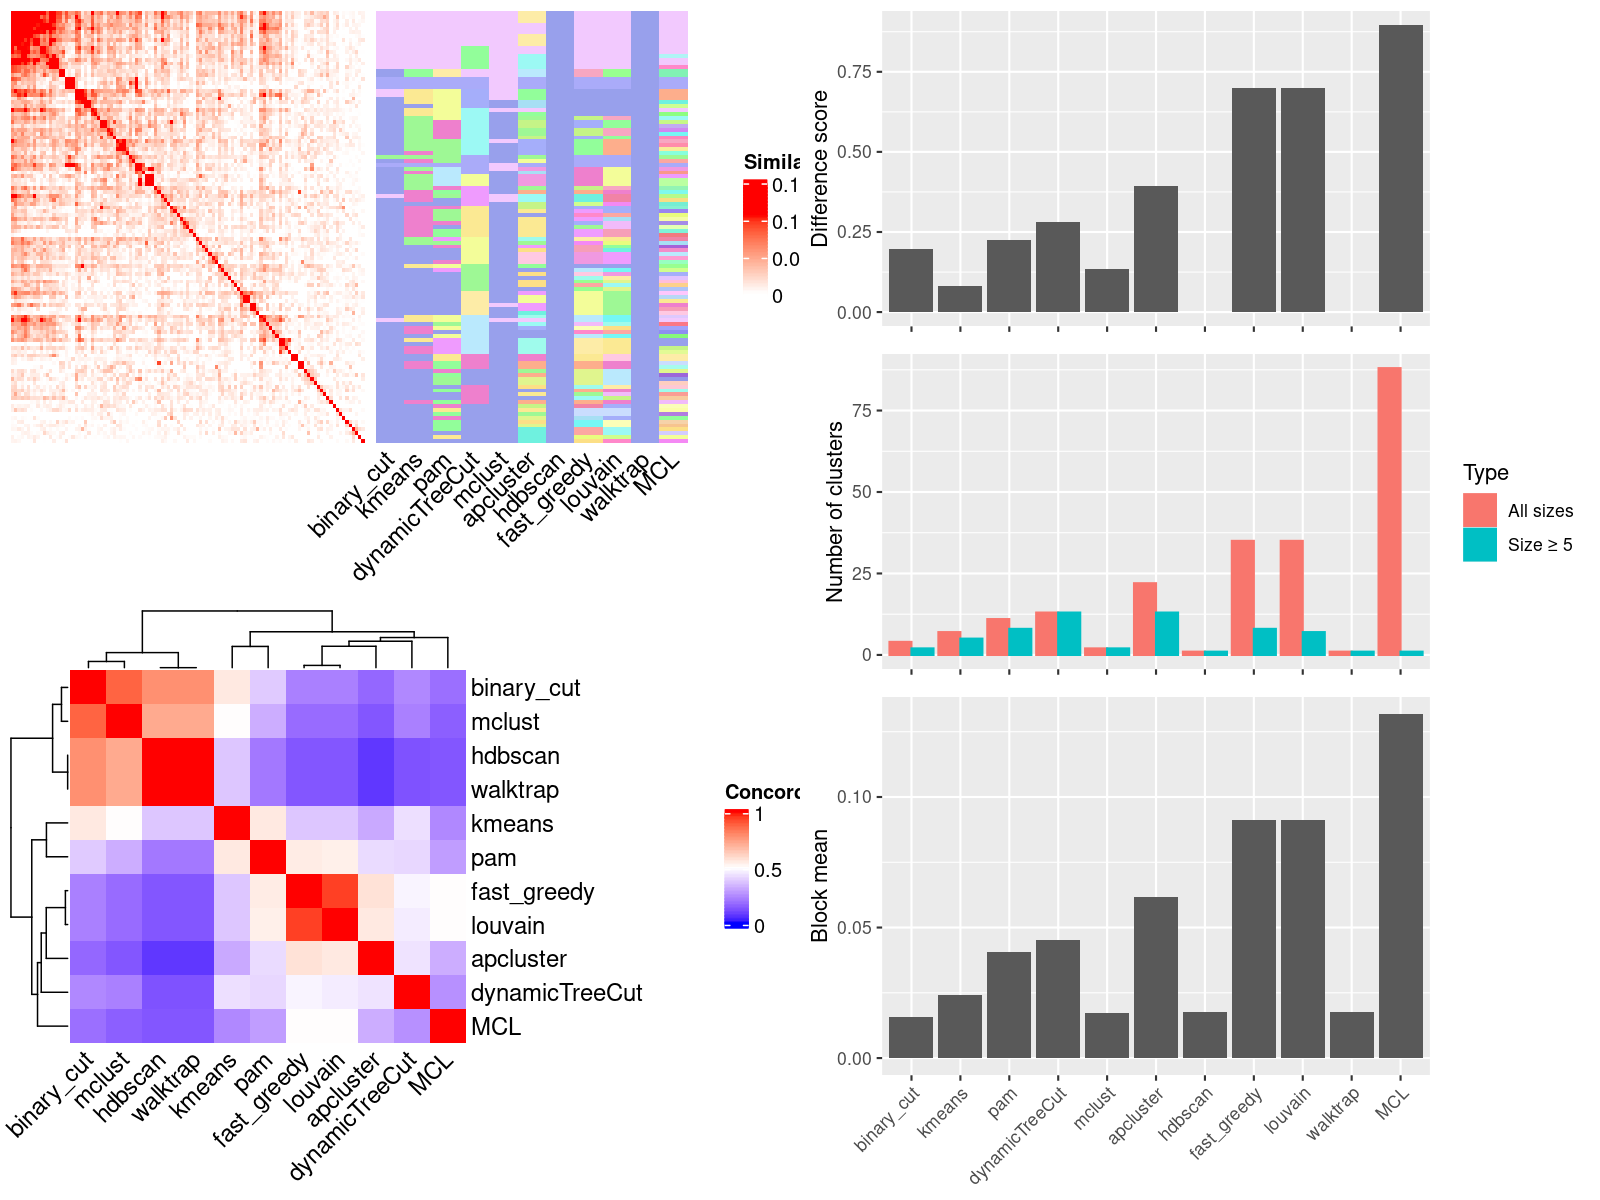 Simila
0.1
0.1
0.0
0
binary_cut
kmeans
pam
dynamicTreeCut
mclust
apcluster
hdbscan
fast_greedy
louvain
walktrap
MCL
binary_cut
mclust
hdbscan
walktrap
kmeans
pam
fast_greedy
louvain
apcluster
dynamicTreeCut
MCL
binary_cut
mclust
hdbscan
walktrap
kmeans
pam
fast_greedy
louvain
apcluster
dynamicTreeCut
MCL
Concord
1
0.5
0
Difference score
0.75
0.50
0.25
0.00
Number of clusters
75
50
25
0
Type
All sizes
Size ≥ 5
Block mean
0.10
0.05
0.00
binary_cut
kmeans
pam
dynamicTreeCut
mclust
apcluster
hdbscan
fast_greedy
louvain
walktrap
MCL